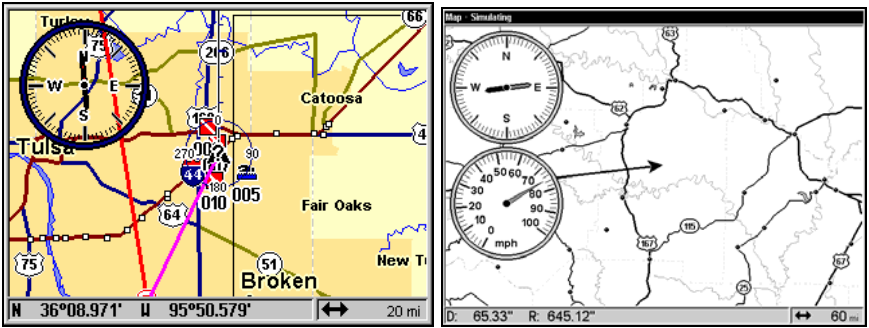 Turley
75
66
206
N
W E
S
Catoosa
Tulsa
270 90
44
180
010 005
64
Fair Oaks
75
51
New Tu
Broken
N 36°08.971' W 95°50.579' 20 mi
Map - Simulating
63
N
W E
S
62
40 50 60 70
30 80
20 90
10 100
0
mph
115
167
67
25
D: 65.33" R: 645.12" 60 mi